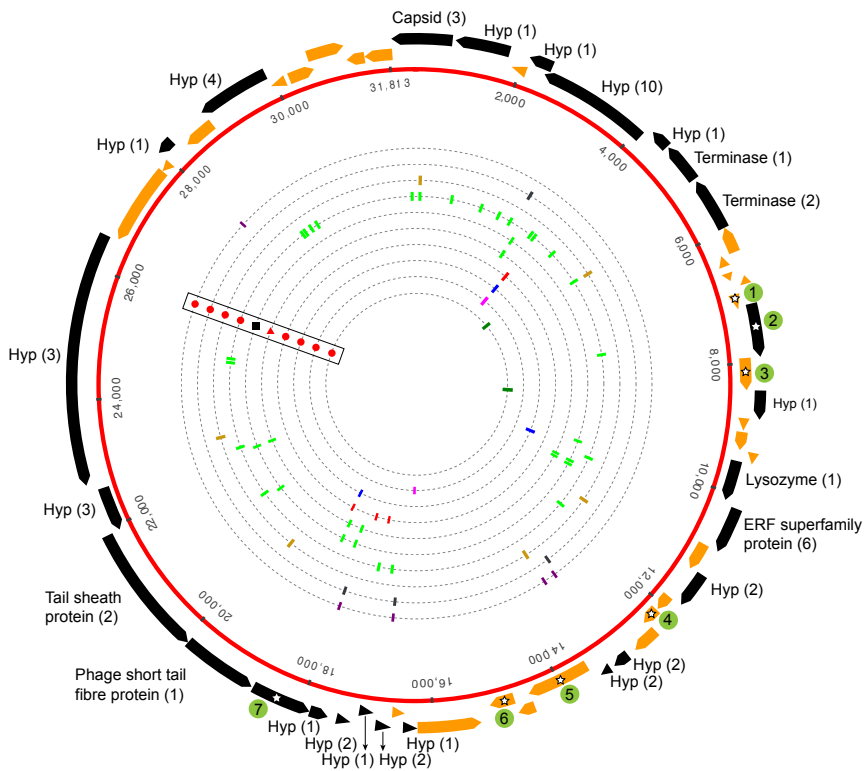 Capsid (3)
Hyp (1)
Hyp (1)
Hyp (10)
Hyp (1)
Terminase (1)
Terminase (2)
1
2
3
Hyp (1)
Lysozyme (1)
ERF superfamily
protein (6)
Hyp (2)
4
Hyp (2)
Hyp (2)
5
6
Hyp (1)
Hyp (2)
Hyp (1)
Hyp (2)
Hyp (1)
7
Phage short tail
fibre protein (1)
Tail sheath
protein (2)
Hyp (3)
Hyp (3)
Hyp (1)
Hyp (4)
31.813
2,000
4,000
6,000
8,000
10,000
12,000
14,000
16,000
18,000
20,000
22,000
24,000
26,000
28,000
30,000